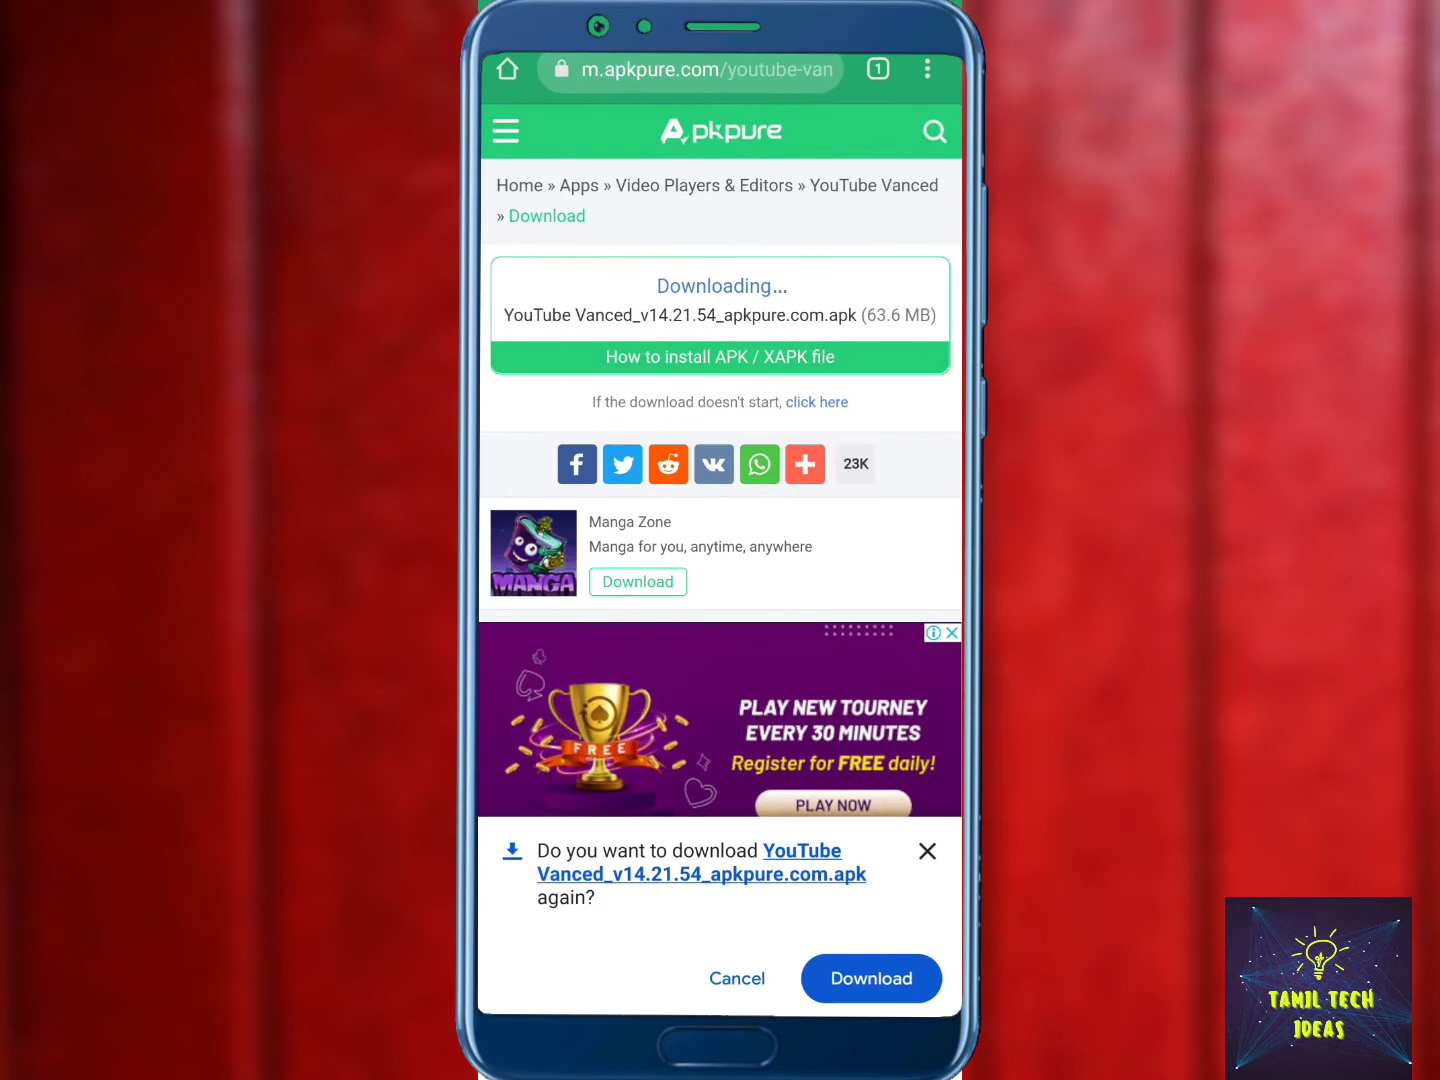 m.apkpure.com/youtube-van
1
Apkpure
Home » Apps » Video Players & Editors » YouTube Vanced
» Download
Downloading...
YouTube Vanced_v14.21.54_apkpure.com.apk (63.6 MB)
How to install APK / XAPK file
If the download doesn't start, click here
23K
Manga Zone
Manga for you, anytime, anywhere
Download
MANGA
PLAY NEW TOURNEY
EVERY 30 MINUTES
Register for FREE daily!
FREE
PLAY NOW
Do you want to download YouTube
Vanced_v14.21.54_apkpure.com.apk
again?
Cancel
Download
TAMIL TECH
IDEAS